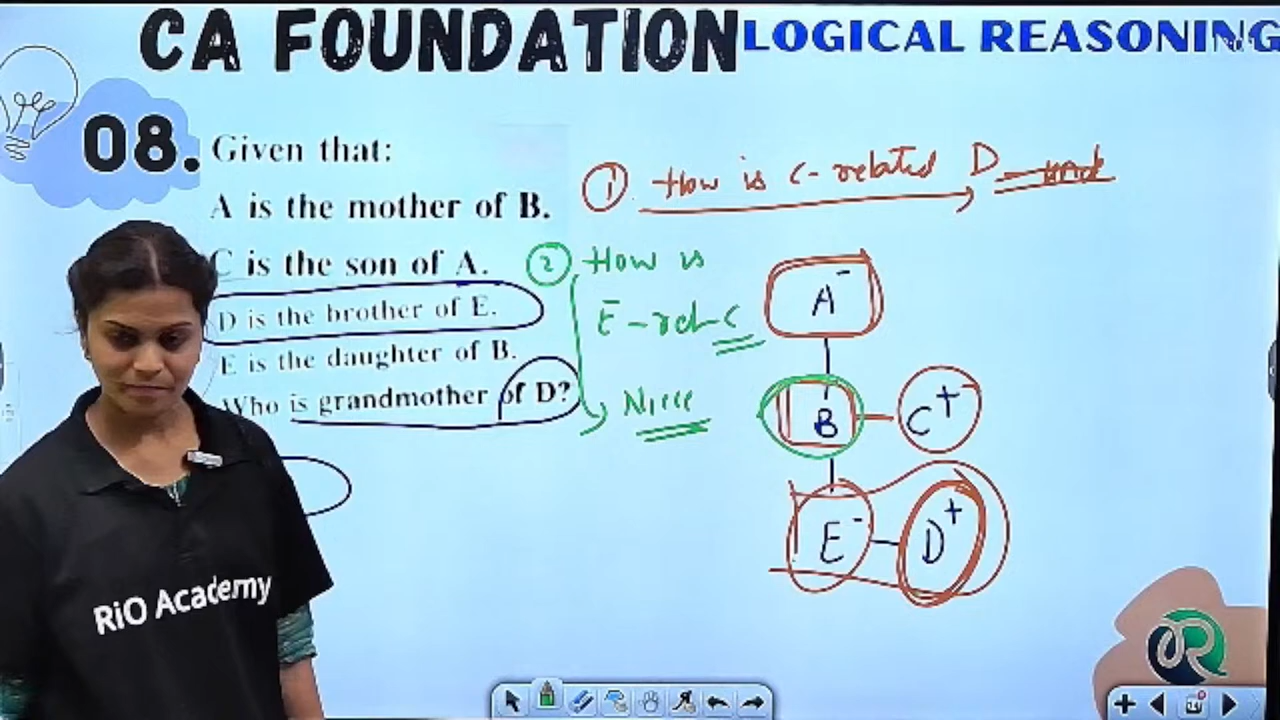 CA FOUNDATION
LOGICAL REASONING
08. Given that:
A is the mother of B.
C is the son of A.
D is the brother of E.
E is the daughter of B.
Who is grandmother of D?
① How is C-related D
② How is
E-rel-C
Niece
A -
B C +
E - D +
RiO Academy